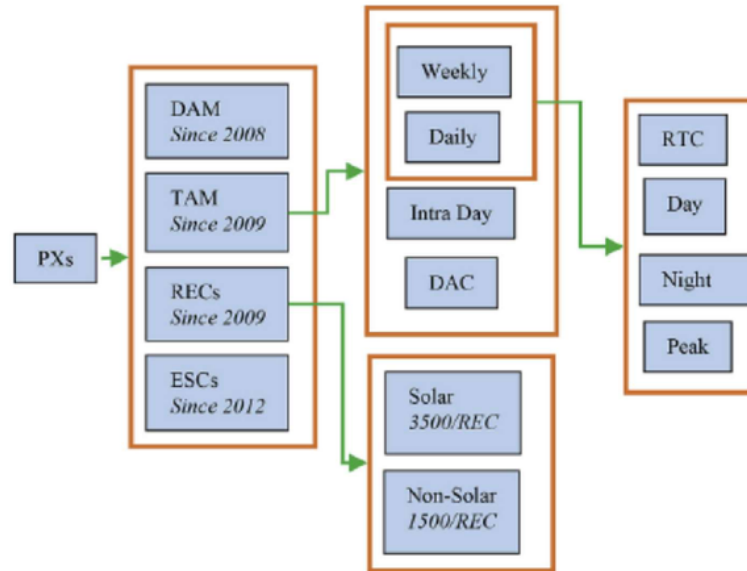 PXs
DAM
Since 2008
TAM
Since 2009
RECs
Since 2009
ESCs
Since 2012
Weekly
Daily
Intra Day
DAC
Solar
3500/REC
Non-Solar
1500/REC
RTC
Day
Night
Peak